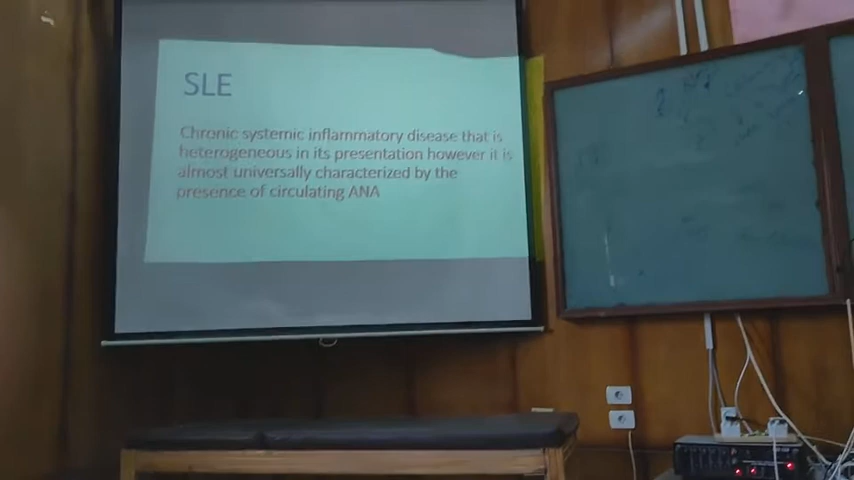 SLE
Chronic systemic inflammatory disease that is
heterogeneous in its presentation however it is
almost universally characterized by the
presence of circulating ANA